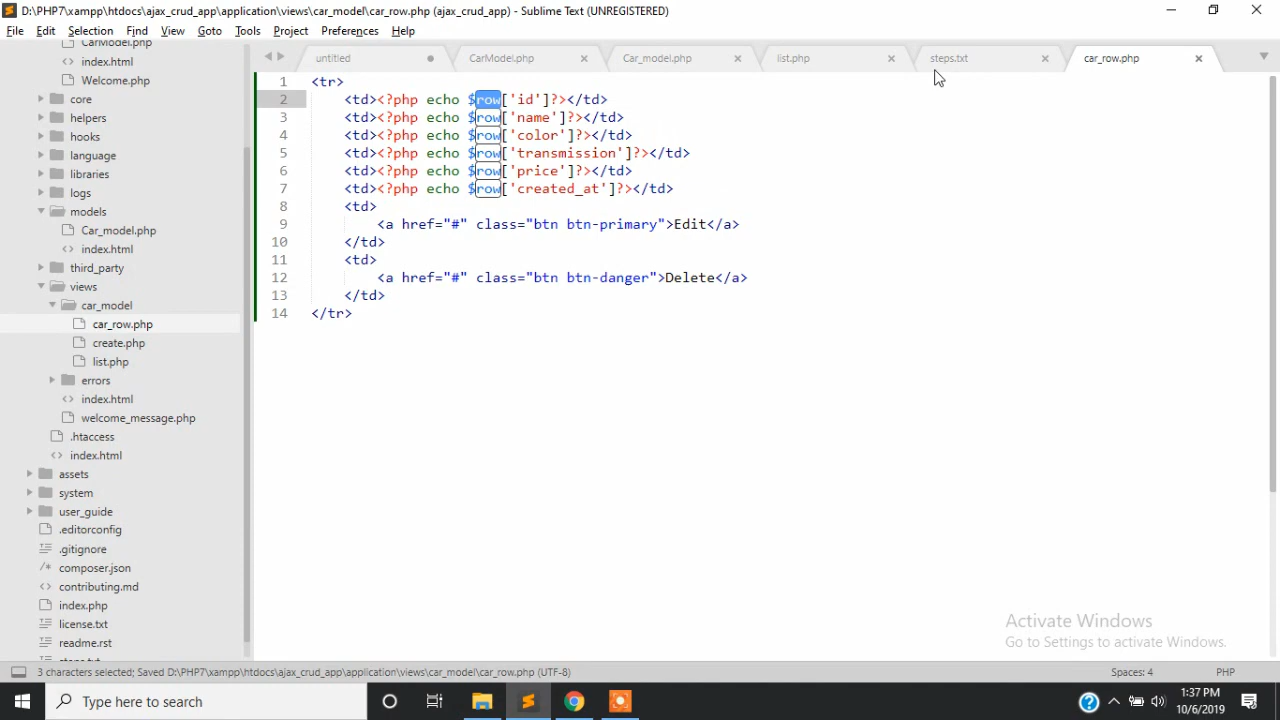 D:\PHP7\xampp\htdocs\ajax_crud_app\application\views\car_model\car_row.php (ajax_crud_app) - Sublime Text (UNREGISTERED)
File Edit Selection Find View Goto Tools Project Preferences Help
untitled CarModel.php Car_model.php list.php steps.txt car_row.php
CarModel.php
index.html
Welcome.php
core
helpers
hooks
language
libraries
logs
models
Car_model.php
index.html
third_party
views
car_model
car_row.php
create.php
list.php
errors
index.html
welcome_message.php
.htaccess
index.html
assets
system
user_guide
.editorconfig
.gitignore
composer.json
contributing.md
index.php
license.txt
readme.rst
steps.txt
1 <tr>
2 <td><?php echo $row['id']?></td>
3 <td><?php echo $row['name']?></td>
4 <td><?php echo $row['color']?></td>
5 <td><?php echo $row['transmission']?></td>
6 <td><?php echo $row['price']?></td>
7 <td><?php echo $row['created_at']?></td>
8 <td>
9 <a href="#" class="btn btn-primary">Edit</a>
10 </td>
11 <td>
12 <a href="#" class="btn btn-danger">Delete</a>
13 </td>
14 </tr>
Activate Windows
Go to Settings to activate Windows.
3 characters selected; Saved D:\PHP7\xampp\htdocs\ajax_crud_app\application\views\car_model\car_row.php (UTF-8) Spaces: 4 PHP
Type here to search
1:37 PM
10/6/2019